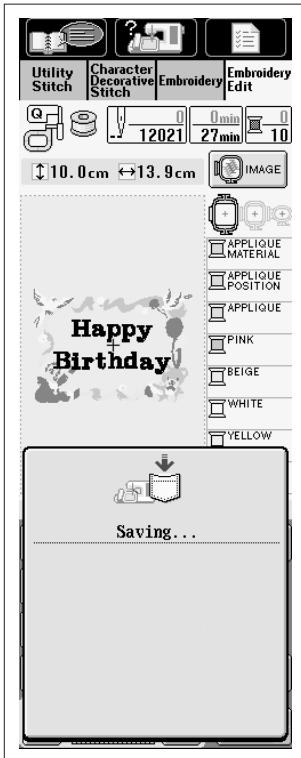 ?
Utility Stitch
Character Decorative Stitch
Embroidery
Embroidery Edit
Q
0
12021
0min
27min
0
10
10.0cm
13.9cm
IMAGE
APPLIQUE MATERIAL
APPLIQUE POSITION
APPLIQUE
PINK
BEIGE
WHITE
YELLOW
Happy
Birthday
Saving...